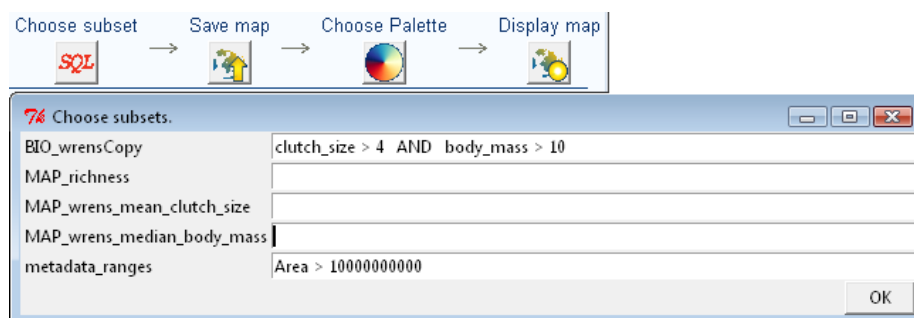 Choose subset → Save map → Choose Palette → Display map
SQL
Choose subsets.
BIO_wrensCopy clutch_size > 4 AND body_mass > 10
MAP_richness
MAP_wrens_mean_clutch_size
MAP_wrens_median_body_mass
metadata_ranges Area > 10000000000
OK